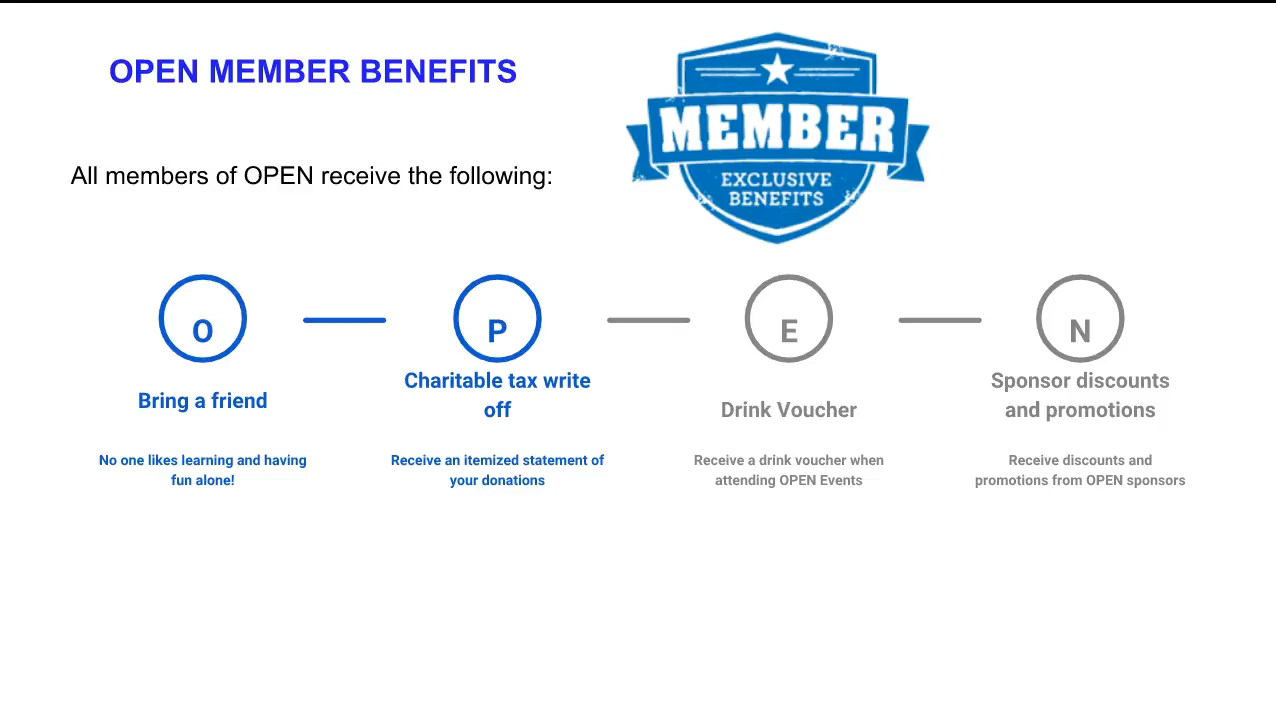 OPEN MEMBER BENEFITS
MEMBER
EXCLUSIVE
BENEFITS
All members of OPEN receive the following:
O
Bring a friend
No one likes learning and having
fun alone!
P
Charitable tax write
off
Receive an itemized statement of
your donations
E
Drink Voucher
Receive a drink voucher when
attending OPEN Events
N
Sponsor discounts
and promotions
Receive discounts and
promotions from OPEN sponsors